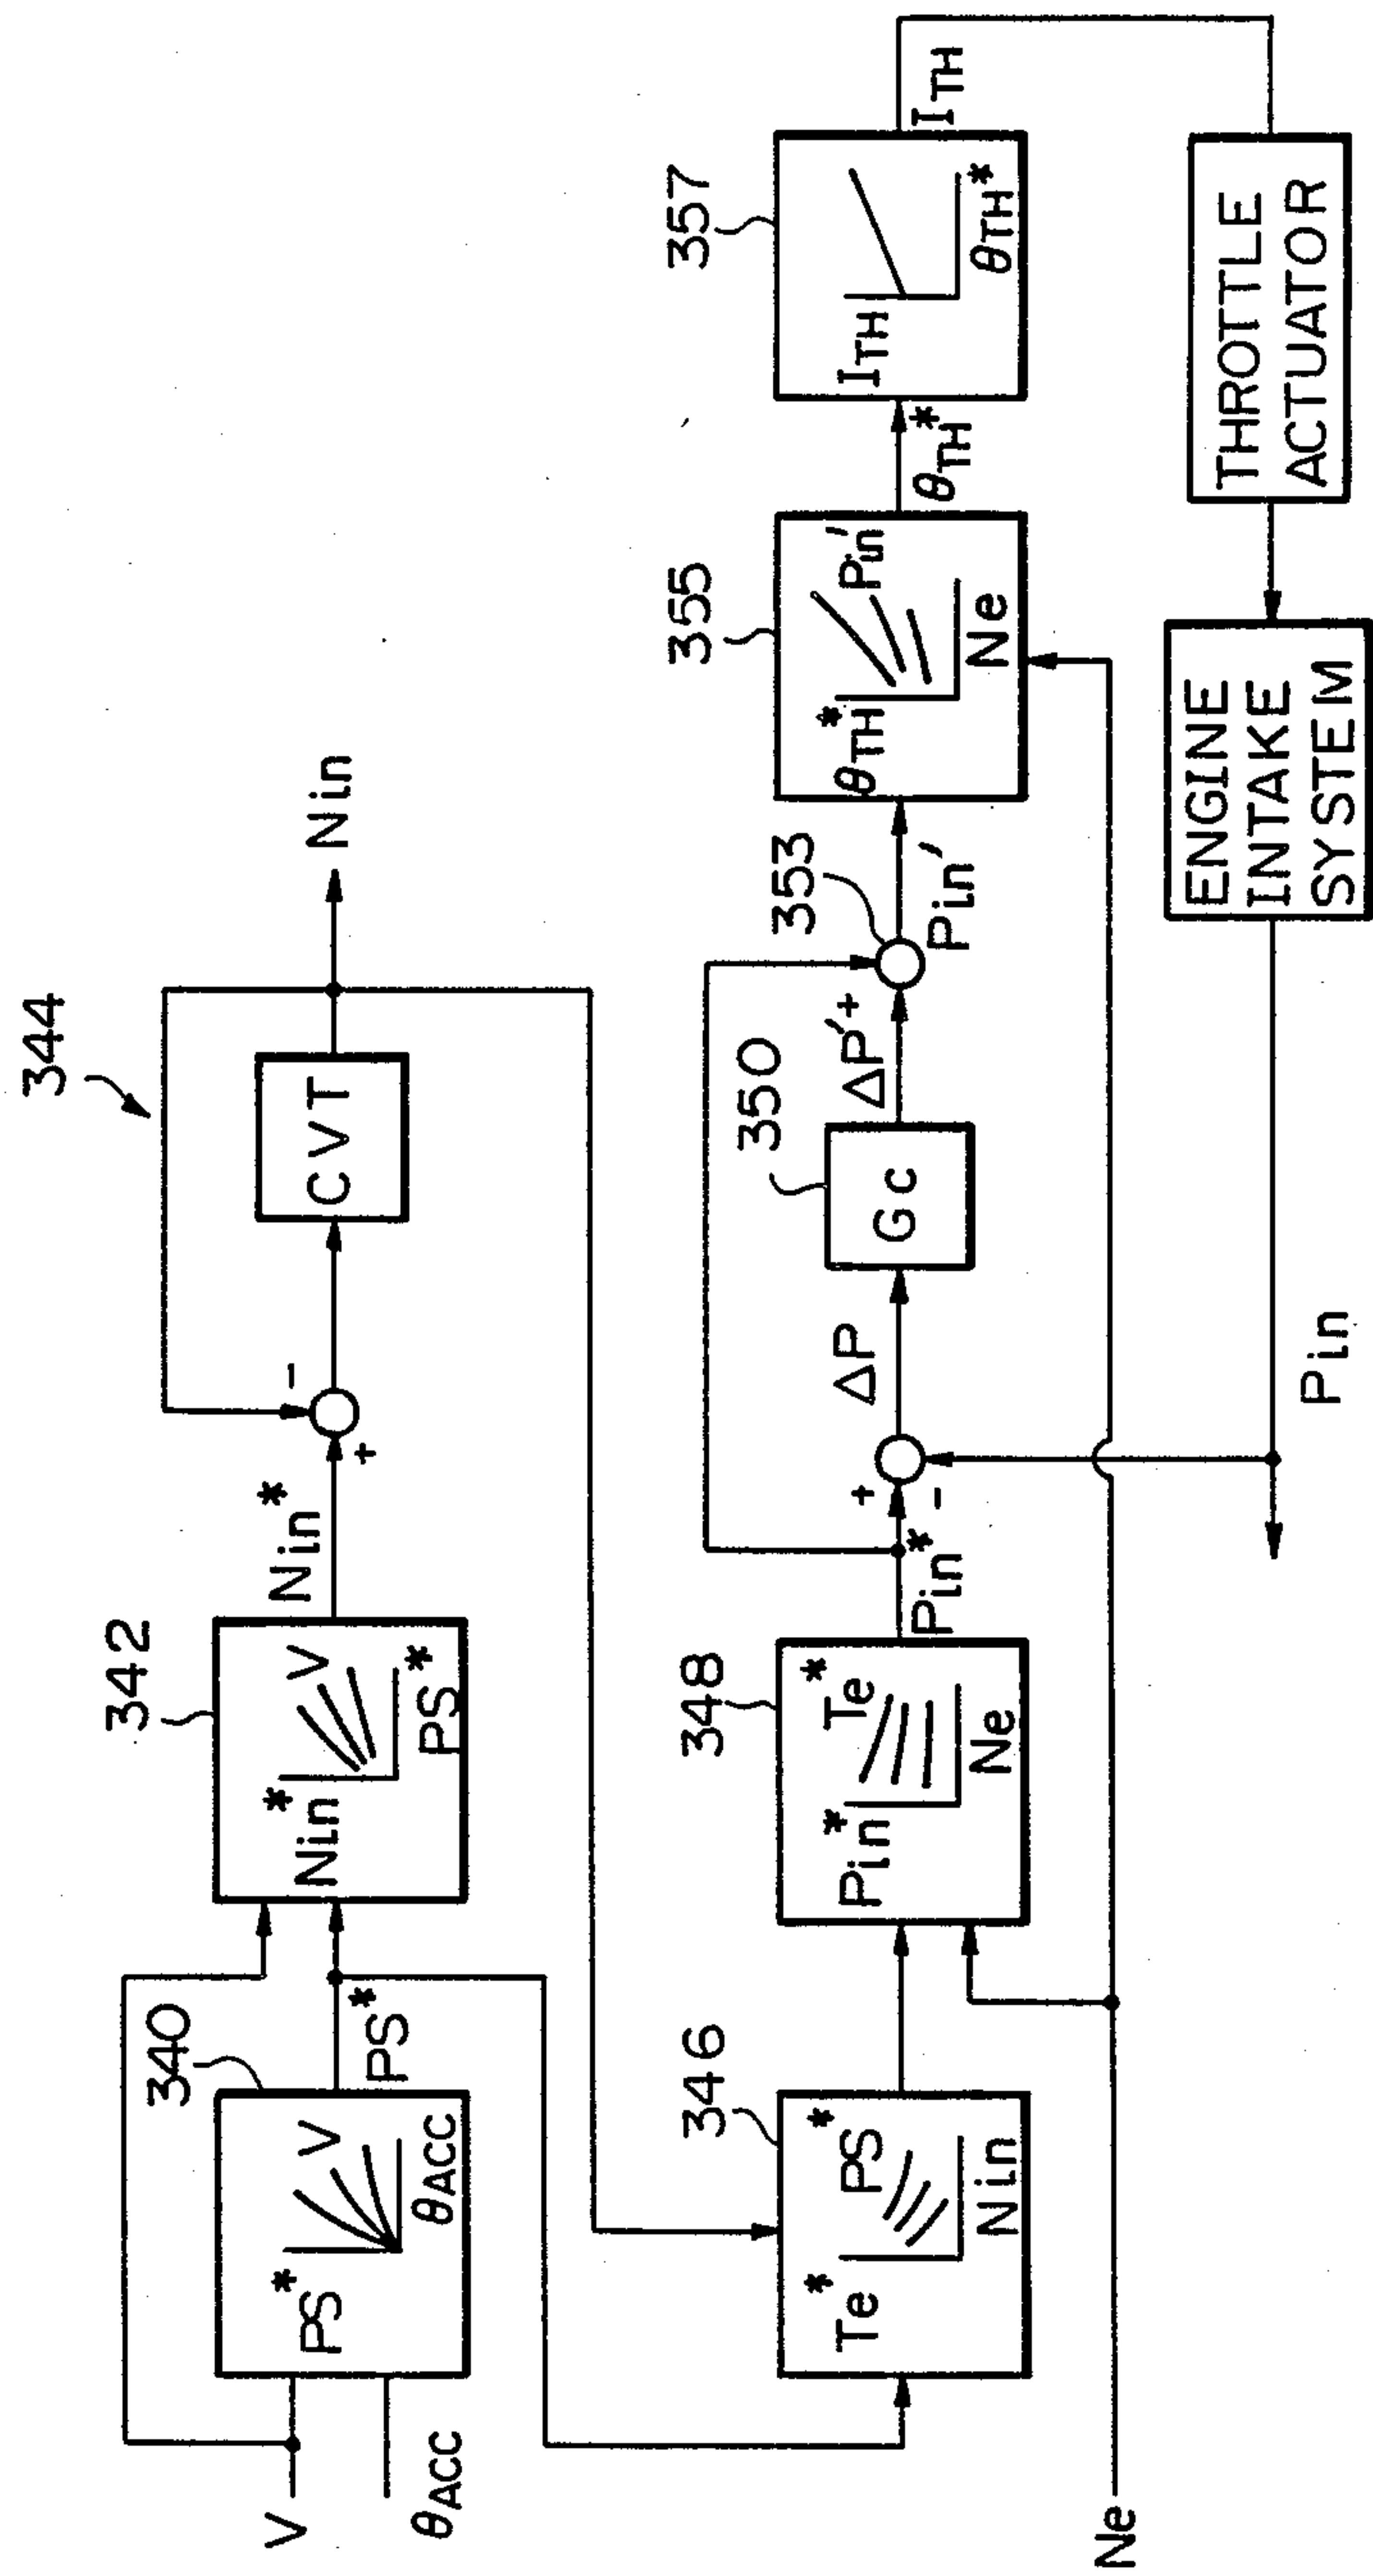 344
342
340
V
θACC
PS*
V
θACC
PS*
Nin*
V
PS*
Nin*
+
-
CVT
Nin
346
Te*
PS*
Nin
348
Pin*
Te*
Ne
Pin*
+
-
ΔP
350
Gc
ΔP'+
353
Pin'
355
θTH*
Pin'
Ne
θTH*
357
ITH
θTH*
ITH
Ne
Pin
ENGINE
INTAKE
SYSTEM
THROTTLE
ACTUATOR